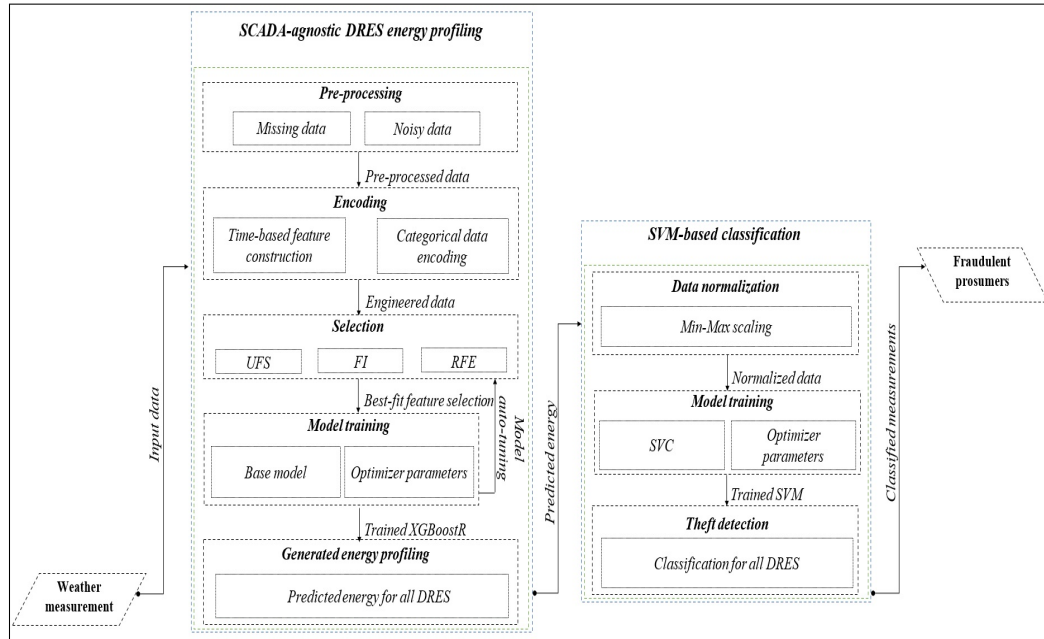 SCADA-agnostic DRES energy profiling
Pre-processing
Missing data
Noisy data
Pre-processed data
Encoding
Time-based feature
construction
Categorical data
encoding
Engineered data
Selection
UFS
FI
RFE
Best-fit feature selection
Model
auto-tuning
Model training
Base model
Optimizer parameters
Trained XGBoostR
Generated energy profiling
Predicted energy for all DRES
Input data
Weather
measurement
Predicted energy
SVM-based classification
Data normalization
Min-Max scaling
Normalized data
Model training
SVC
Optimizer
parameters
Trained SVM
Theft detection
Classification for all DRES
Classified measurements
Fraudulent
prosumers